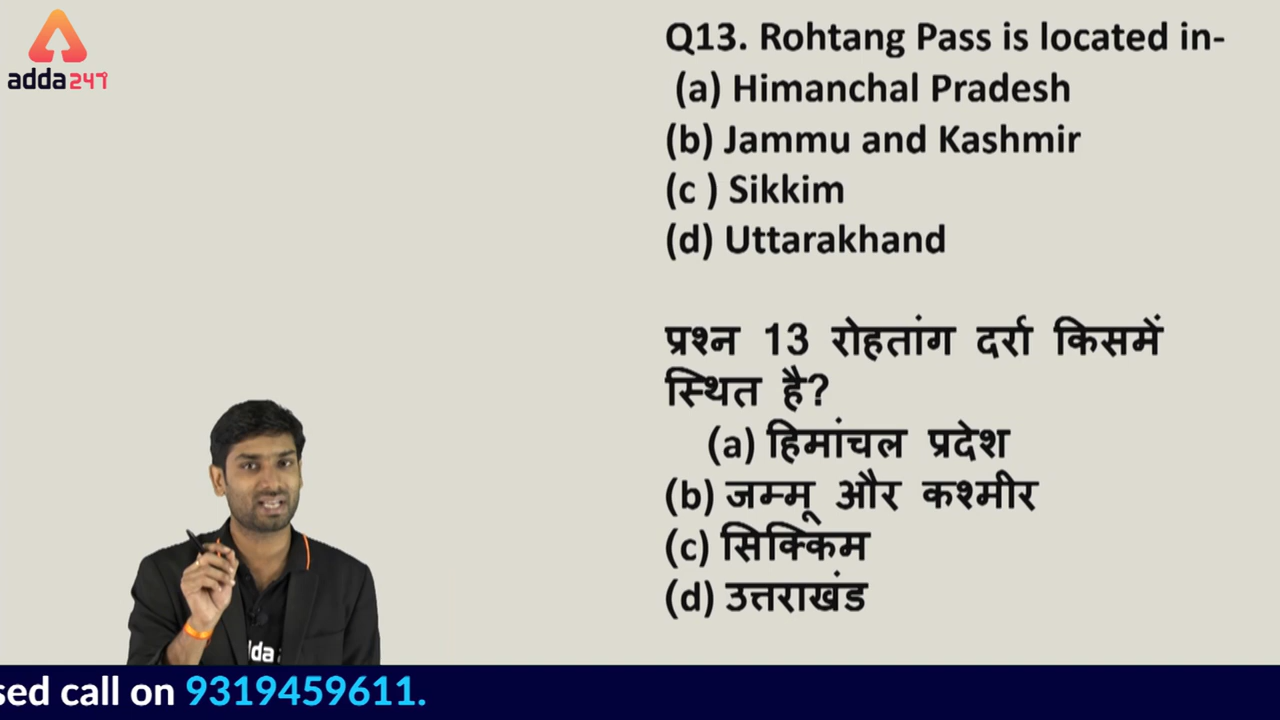 adda247
Q13. Rohtang Pass is located in-
(a) Himanchal Pradesh
(b) Jammu and Kashmir
(c ) Sikkim
(d) Uttarakhand
प्रश्न 13 रोहतांग दर्रा किसमें
स्थित है?
(a) हिमांचल प्रदेश
(b) जम्मू और कश्मीर
(c) सिक्किम
(d) उत्तराखंड
dda
sed call on 9319459611.